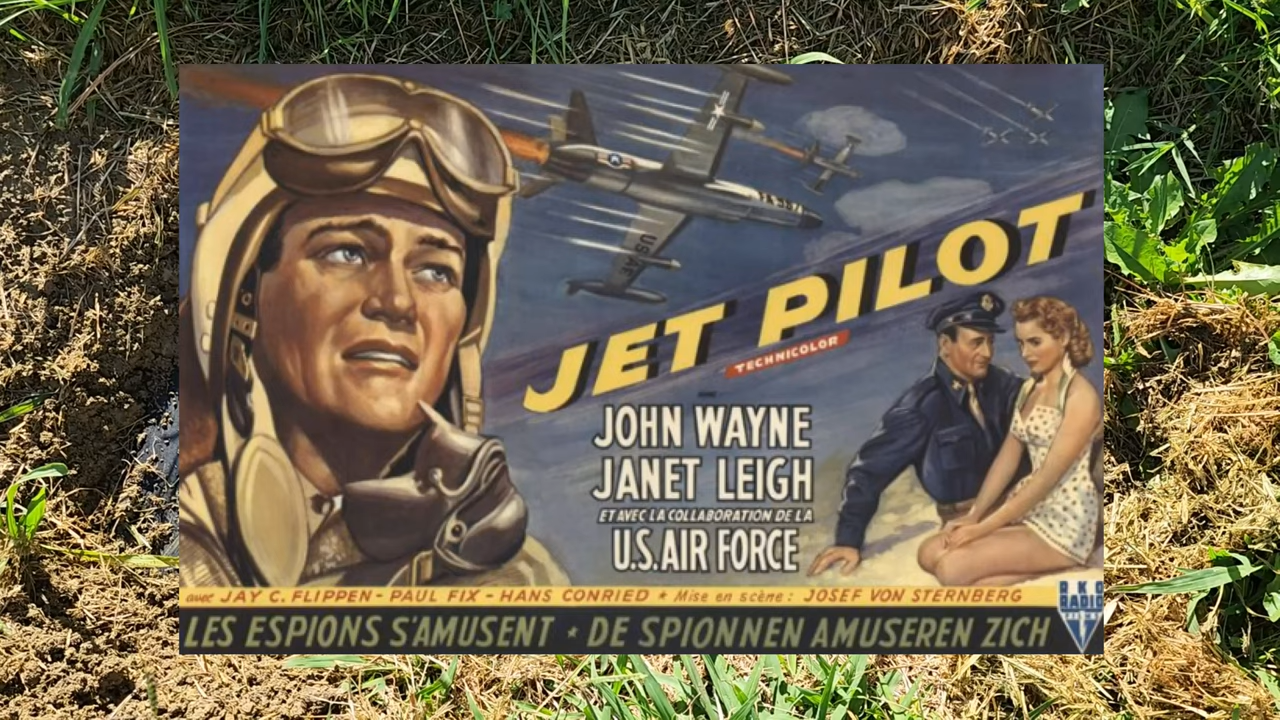 JET PILOT
TECHNICOLOR
JOHN WAYNE
JANET LEIGH
ET AVEC LA COLLABORATION DE LA
U.S. AIR FORCE
avec JAY C. FLIPPEN - PAUL FIX - HANS CONRIED * Mise en scène: JOSEF VON STERNBERG
RKO
RADIO
FILMS
LES ESPIONS S'AMUSENT * DE SPIONNEN AMUSEREN ZICH